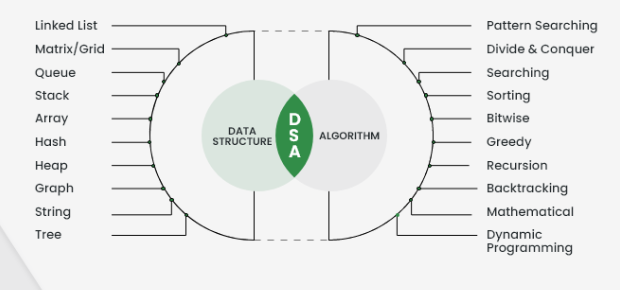 Linked List
Matrix/Grid
Queue
Stack
Array
Hash
Heap
Graph
String
Tree
DATA
STRUCTURE
D
S
A
ALGORITHM
Pattern Searching
Divide & Conquer
Searching
Sorting
Bitwise
Greedy
Recursion
Backtracking
Mathematical
Dynamic
Programming